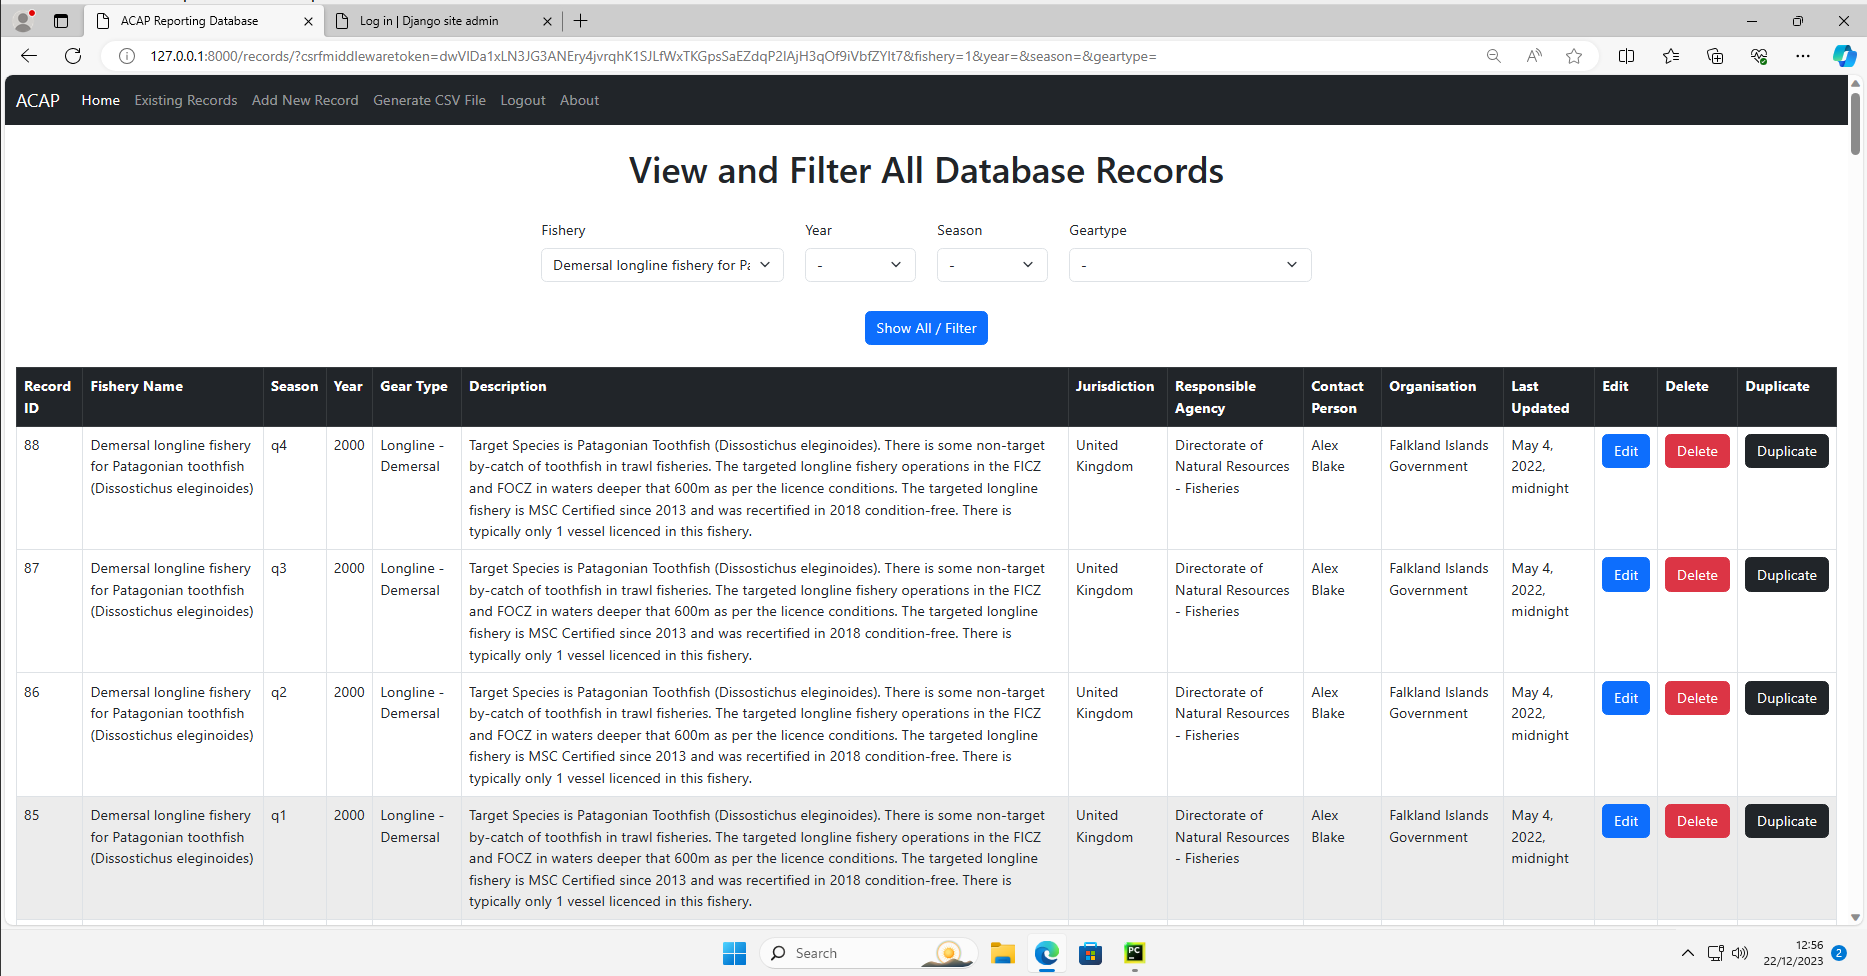 ACAP Reporting Database
Log in | Django site admin
127.0.0.1:8000/records/?csrfmiddlewaretoken=dwVIDa1xLN3JG3ANEry4jvrqhK1SJLfWxTKGpsSaEZdqP2IAjH3qOf9iVbfZYIt7&fishery=1&year=&season=&geartype=
ACAP Home Existing Records Add New Record Generate CSV File Logout About
View and Filter All Database Records
Fishery Year Season Geartype
Demersal longline fishery for Pa - - -
Show All / Filter
Record ID Fishery Name Season Year Gear Type Description Jurisdiction Responsible Agency Contact Person Organisation Last Updated Edit Delete Duplicate
88 Demersal longline fishery q4 2000 Longline - Target Species is Patagonian Toothfish (Dissostichus eleginoides). There is some non-target United Directorate of Alex Falkland Islands May 4, Edit Delete Duplicate
for Patagonian toothfish Demersal by-catch of toothfish in trawl fisheries. The targeted longline fishery operations in the FICZ Kingdom Natural Resources Blake Government 2022,
(Dissostichus eleginoides) and FOCZ in waters deeper that 600m as per the licence conditions. The targeted longline - Fisheries midnight
fishery is MSC Certified since 2013 and was recertified in 2018 condition-free. There is
typically only 1 vessel licenced in this fishery.
87 Demersal longline fishery q3 2000 Longline - Target Species is Patagonian Toothfish (Dissostichus eleginoides). There is some non-target United Directorate of Alex Falkland Islands May 4, Edit Delete Duplicate
for Patagonian toothfish Demersal by-catch of toothfish in trawl fisheries. The targeted longline fishery operations in the FICZ Kingdom Natural Resources Blake Government 2022,
(Dissostichus eleginoides) and FOCZ in waters deeper that 600m as per the licence conditions. The targeted longline - Fisheries midnight
fishery is MSC Certified since 2013 and was recertified in 2018 condition-free. There is
typically only 1 vessel licenced in this fishery.
86 Demersal longline fishery q2 2000 Longline - Target Species is Patagonian Toothfish (Dissostichus eleginoides). There is some non-target United Directorate of Alex Falkland Islands May 4, Edit Delete Duplicate
for Patagonian toothfish Demersal by-catch of toothfish in trawl fisheries. The targeted longline fishery operations in the FICZ Kingdom Natural Resources Blake Government 2022,
(Dissostichus eleginoides) and FOCZ in waters deeper that 600m as per the licence conditions. The targeted longline - Fisheries midnight
fishery is MSC Certified since 2013 and was recertified in 2018 condition-free. There is
typically only 1 vessel licenced in this fishery.
85 Demersal longline fishery q1 2000 Longline - Target Species is Patagonian Toothfish (Dissostichus eleginoides). There is some non-target United Directorate of Alex Falkland Islands May 4, Edit Delete Duplicate
for Patagonian toothfish Demersal by-catch of toothfish in trawl fisheries. The targeted longline fishery operations in the FICZ Kingdom Natural Resources Blake Government 2022,
(Dissostichus eleginoides) and FOCZ in waters deeper that 600m as per the licence conditions. The targeted longline - Fisheries midnight
fishery is MSC Certified since 2013 and was recertified in 2018 condition-free. There is
typically only 1 vessel licenced in this fishery.
Search
PC
12:56
22/12/2023
2